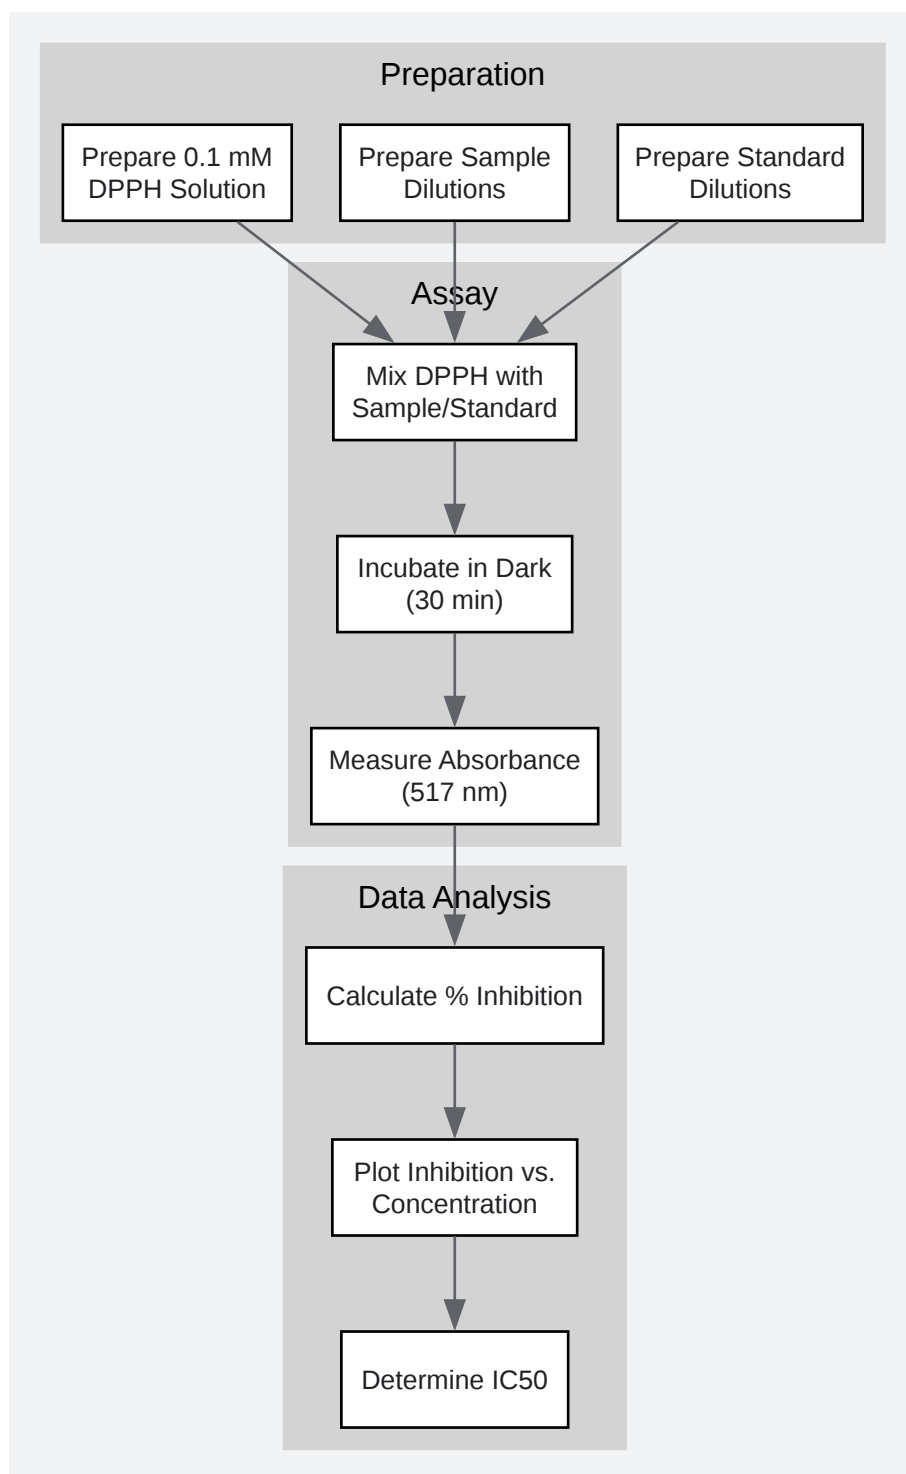 Preparation
Prepare 0.1 mM
DPPH Solution
Prepare Sample
Dilutions
Prepare Standard
Dilutions
Assay
Mix DPPH with
Sample/Standard
Incubate in Dark
(30 min)
Measure Absorbance
(517 nm)
Data Analysis
Calculate % Inhibition
Plot Inhibition vs.
Concentration
Determine IC50